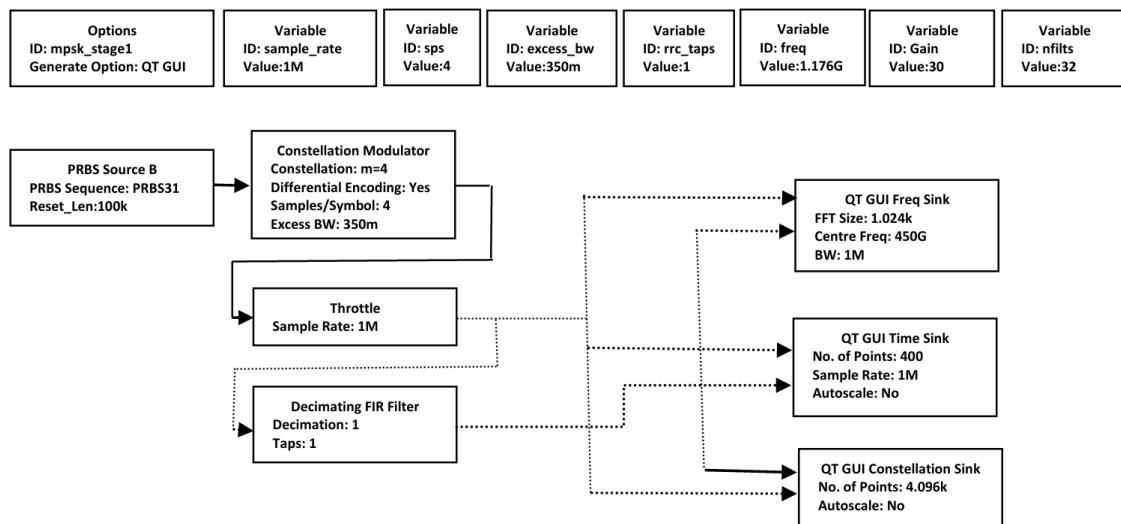 Options
ID: mpsk_stage1
Generate Option: QT GUI
Variable
ID: sample_rate
Value:1M
Variable
ID: sps
Value:4
Variable
ID: excess_bw
Value:350m
Variable
ID: rrc_taps
Value:1
Variable
ID: freq
Value:1.176G
Variable
ID: Gain
Value:30
Variable
ID: nfilts
Value:32
PRBS Source B
PRBS Sequence: PRBS31
Reset_Len:100k
Constellation Modulator
Constellation: m=4
Differential Encoding: Yes
Samples/Symbol: 4
Excess BW: 350m
QT GUI Freq Sink
FFT Size: 1.024k
Centre Freq: 450G
BW: 1M
Throttle
Sample Rate: 1M
QT GUI Time Sink
No. of Points: 400
Sample Rate: 1M
Autoscale: No
Decimating FIR Filter
Decimation: 1
Taps: 1
QT GUI Constellation Sink
No. of Points: 4.096k
Autoscale: No